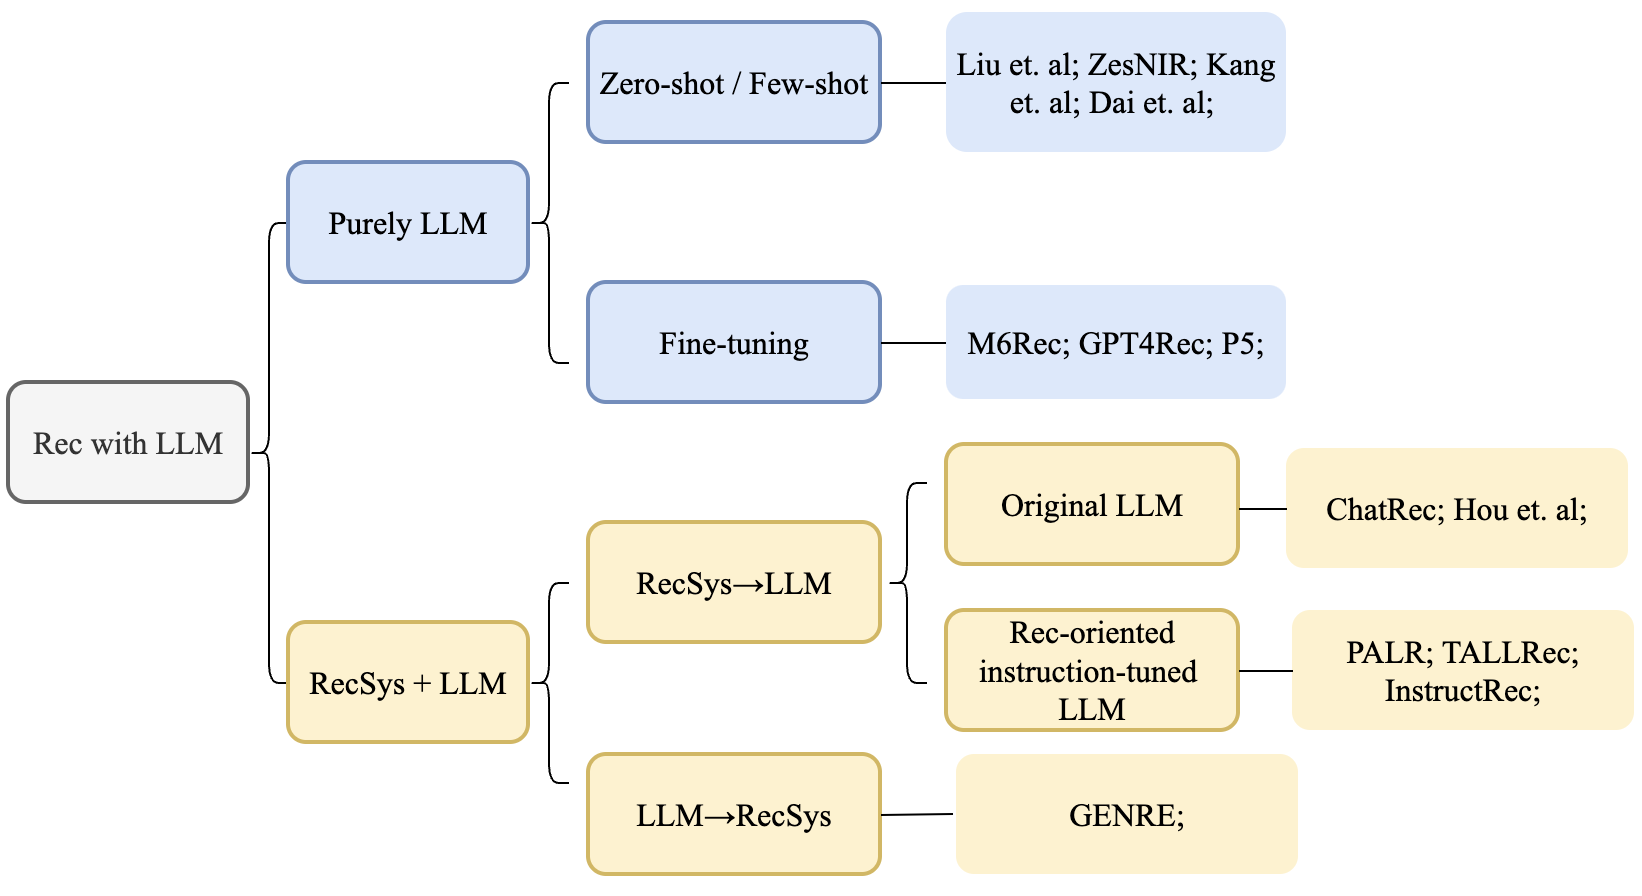 Zero-shot / Few-shot
Liu et. al; ZesNIR; Kang
et. al; Dai et. al;
Purely LLM
Fine-tuning
M6Rec; GPT4Rec; P5;
Rec with LLM
Original LLM
ChatRec; Hou et. al;
RecSys→LLM
Rec-oriented
instruction-tuned
LLM
PALR; TALLRec;
InstructRec;
RecSys + LLM
LLM→RecSys
GENRE;